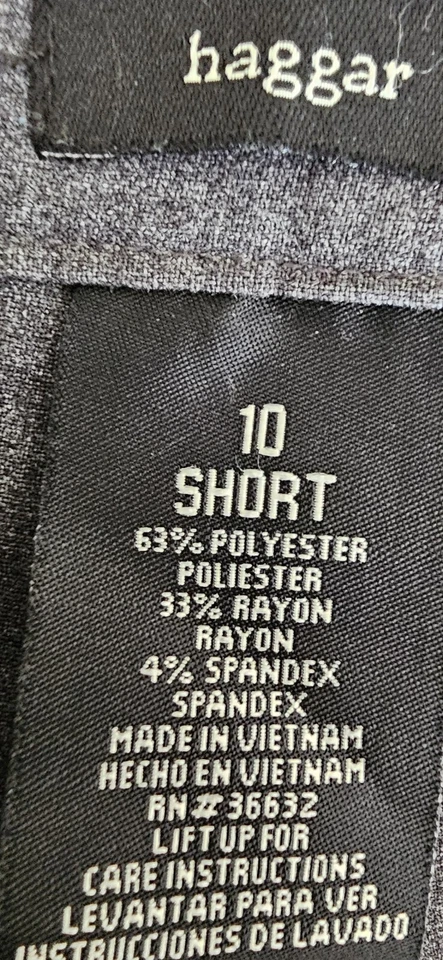 haggar
10
SHORT
63% POLYESTER
POLIESTER
33% RAYON
RAYON
4% SPANDEX
SPANDEX
MADE IN VIETNAM
HECHO EN VIETNAM
RN# 36632
LIFT UP FOR
CARE INSTRUCTIONS
LEVANTAR PARA VER
INSTRUCCIONES DE LAVADO